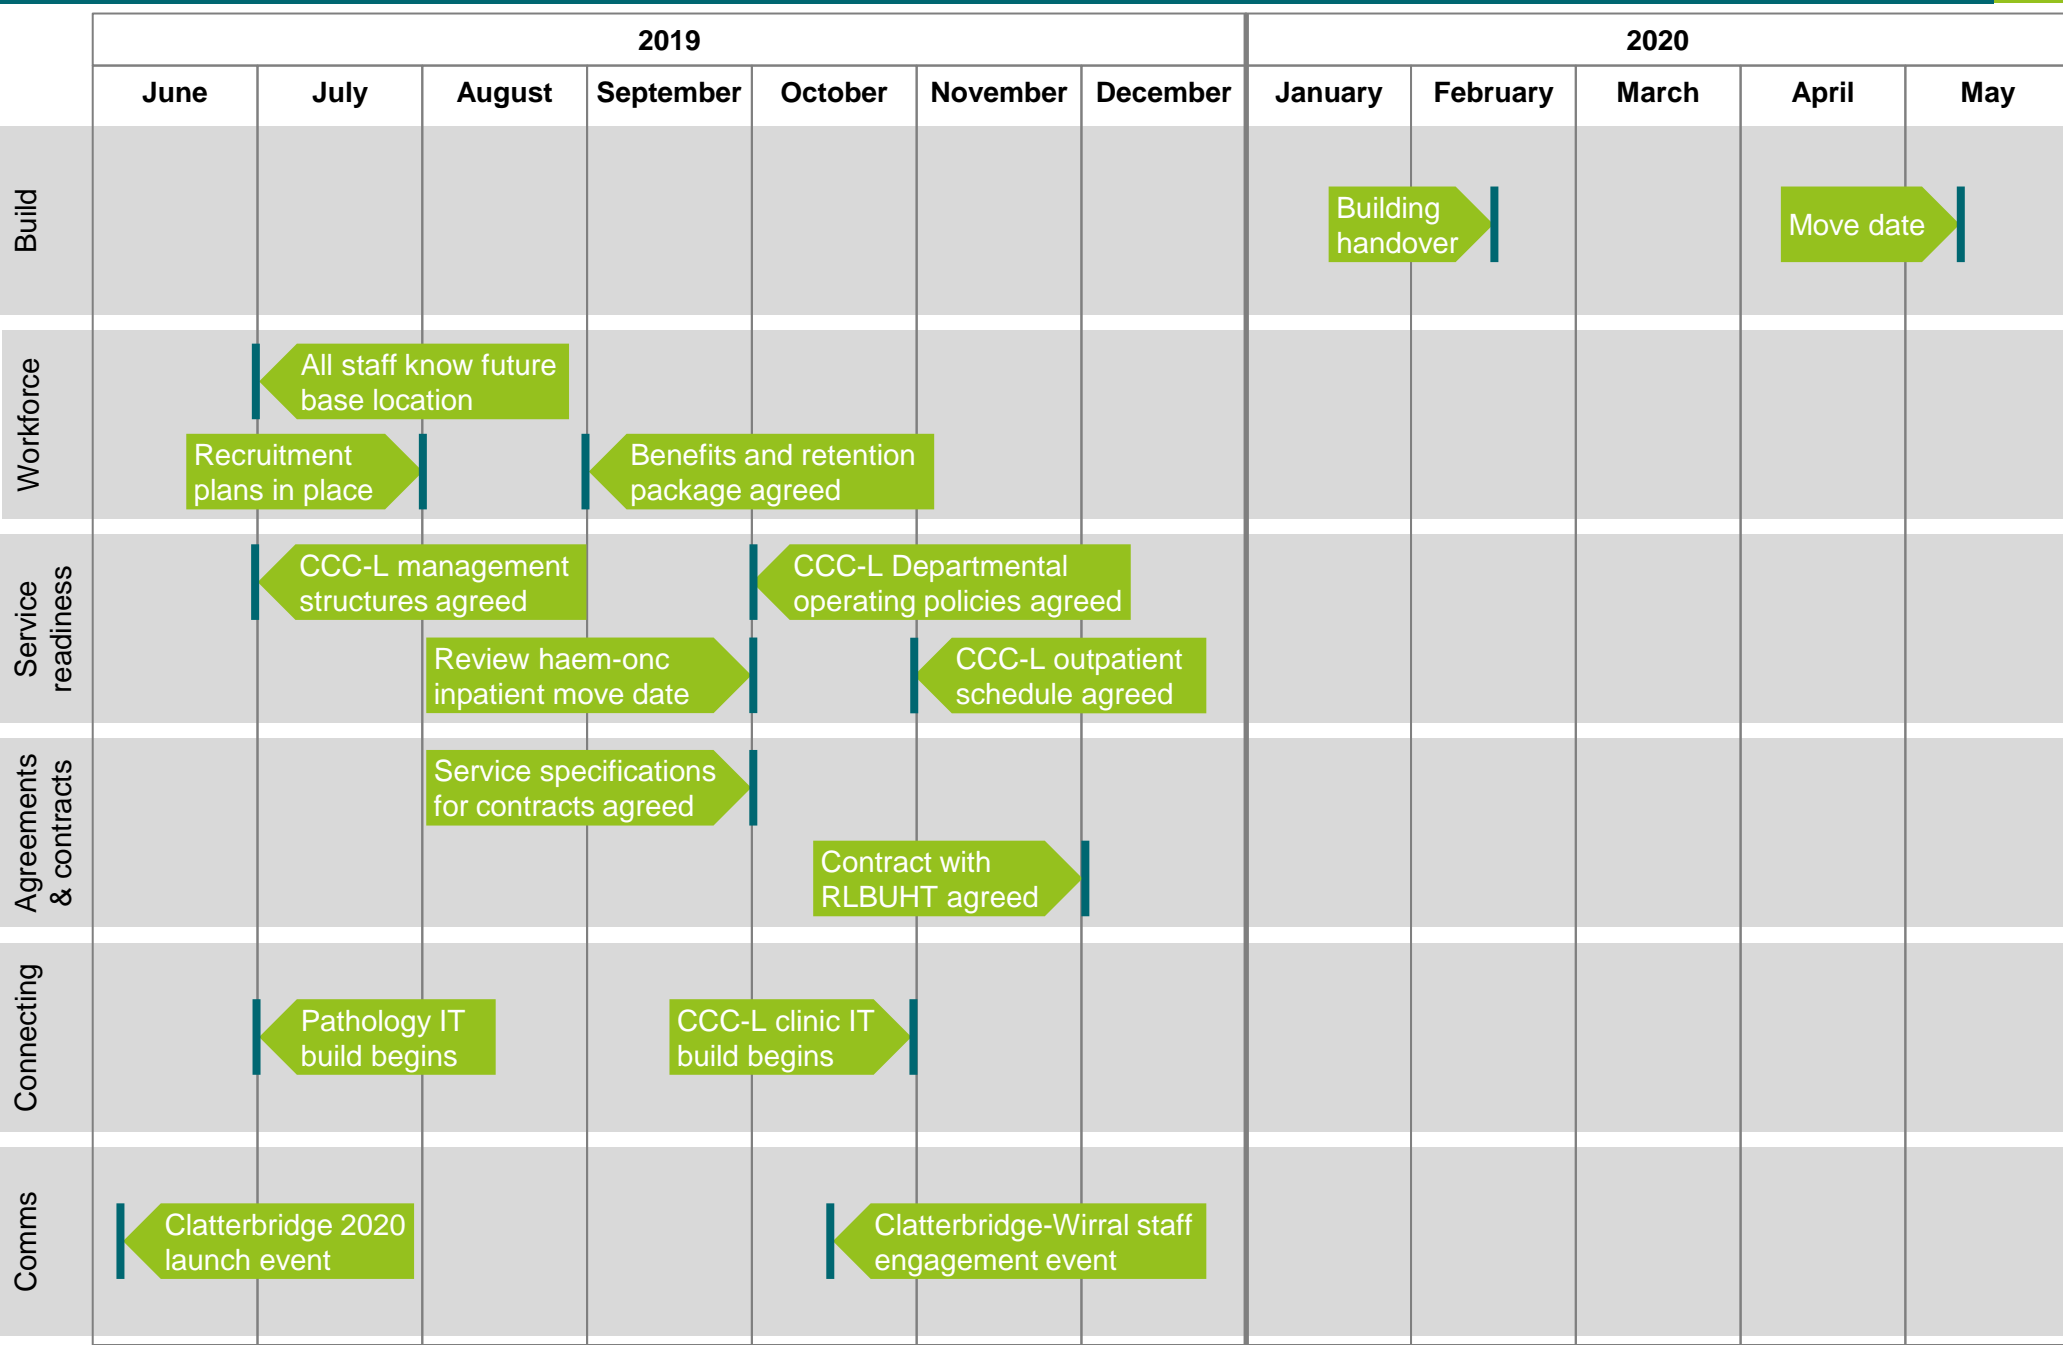 2019
2020
June
July
August
September
October
November
December
January
February
March
April
May
Build
Building
handover
Move date
Workforce
All staff know future
base location
Recruitment
plans in place
Benefits and retention
package agreed
Service
readiness
CCC-L management
structures agreed
CCC-L Departmental
operating policies agreed
Review haem-onc
inpatient move date
CCC-L outpatient
schedule agreed
Agreements
& contracts
Service specifications
for contracts agreed
Contract with
RLBUHT agreed
Connecting
Pathology IT
build begins
CCC-L clinic IT
build begins
Comms
Clatterbridge 2020
launch event
Clatterbridge-Wirral staff
engagement event